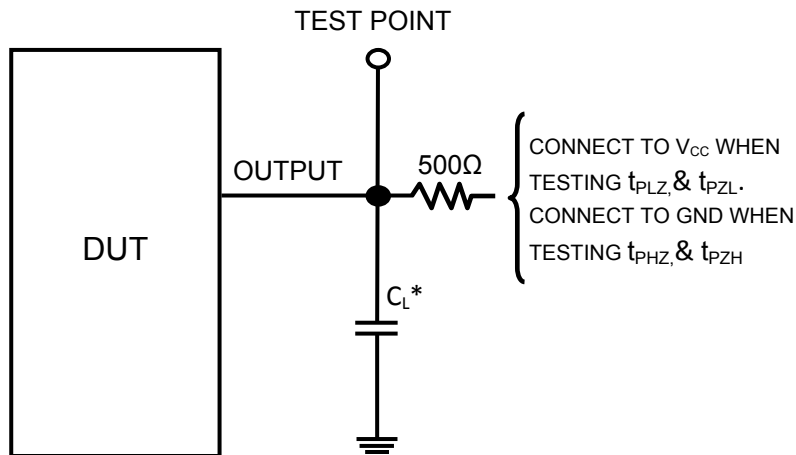 TEST POINT
OUTPUT
500Ω
CONNECT TO VCC WHEN
TESTING tPLZ,& tPZL.
CONNECT TO GND WHEN
TESTING tPHZ,& tPZH
DUT
CL*